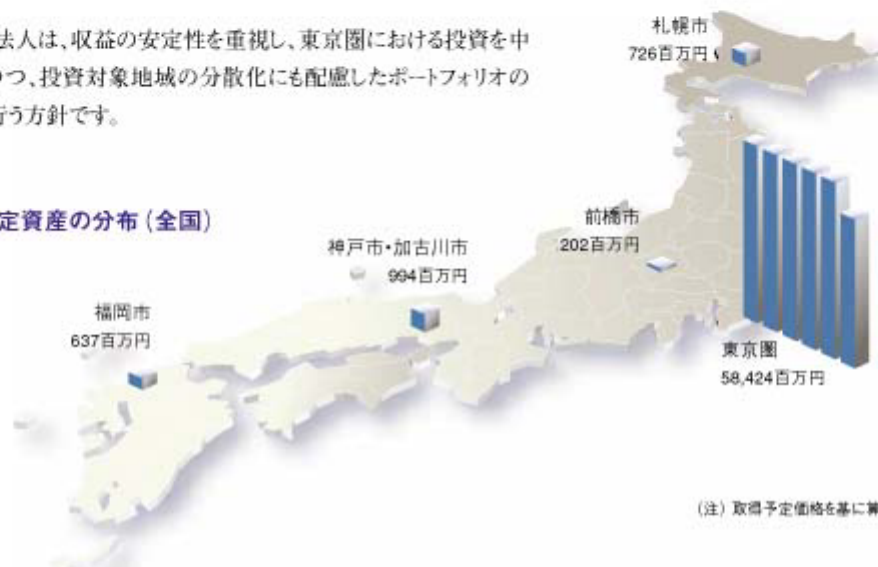 法人は、収益の安定性を重視し、東京圏における投資を中
つつ、投資対象地域の分散化にも配慮したポートフォリオの
行う方針です。
定資産の分布（全国）
札幌市
726百万円
前橋市
202百万円
神戸市・加古川市
994百万円
福岡市
637百万円
東京圏
58,424百万円
（注）取得予定価格を基に算